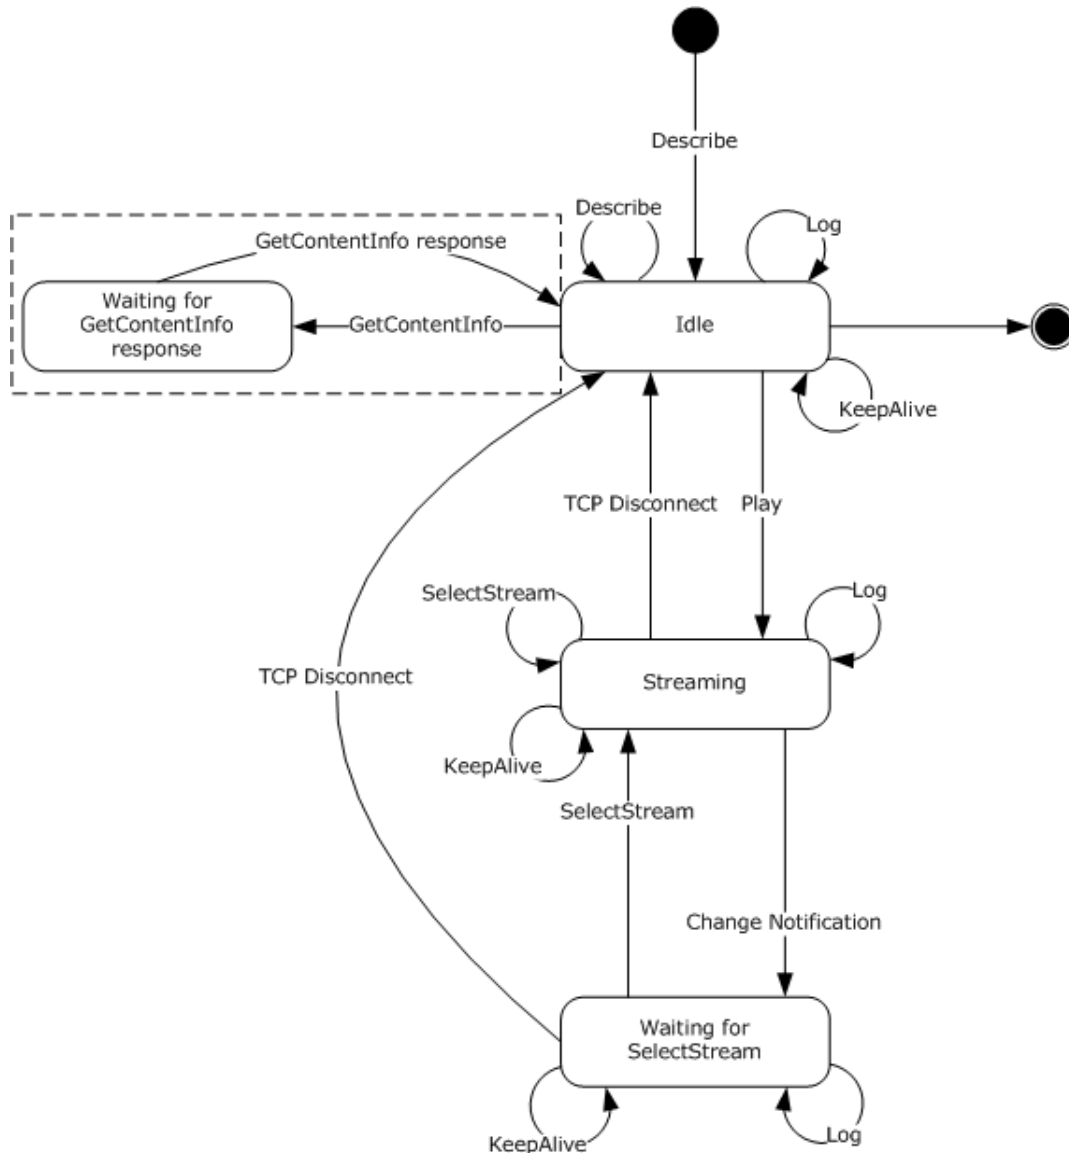 Describe
Describe
Log
GetContentInfo response
Waiting for
GetContentInfo
response
GetContentInfo
Idle
KeepAlive
TCP Disconnect
Play
SelectStream
Log
TCP Disconnect
Streaming
KeepAlive
SelectStream
Change Notification
Waiting for
SelectStream
KeepAlive
Log